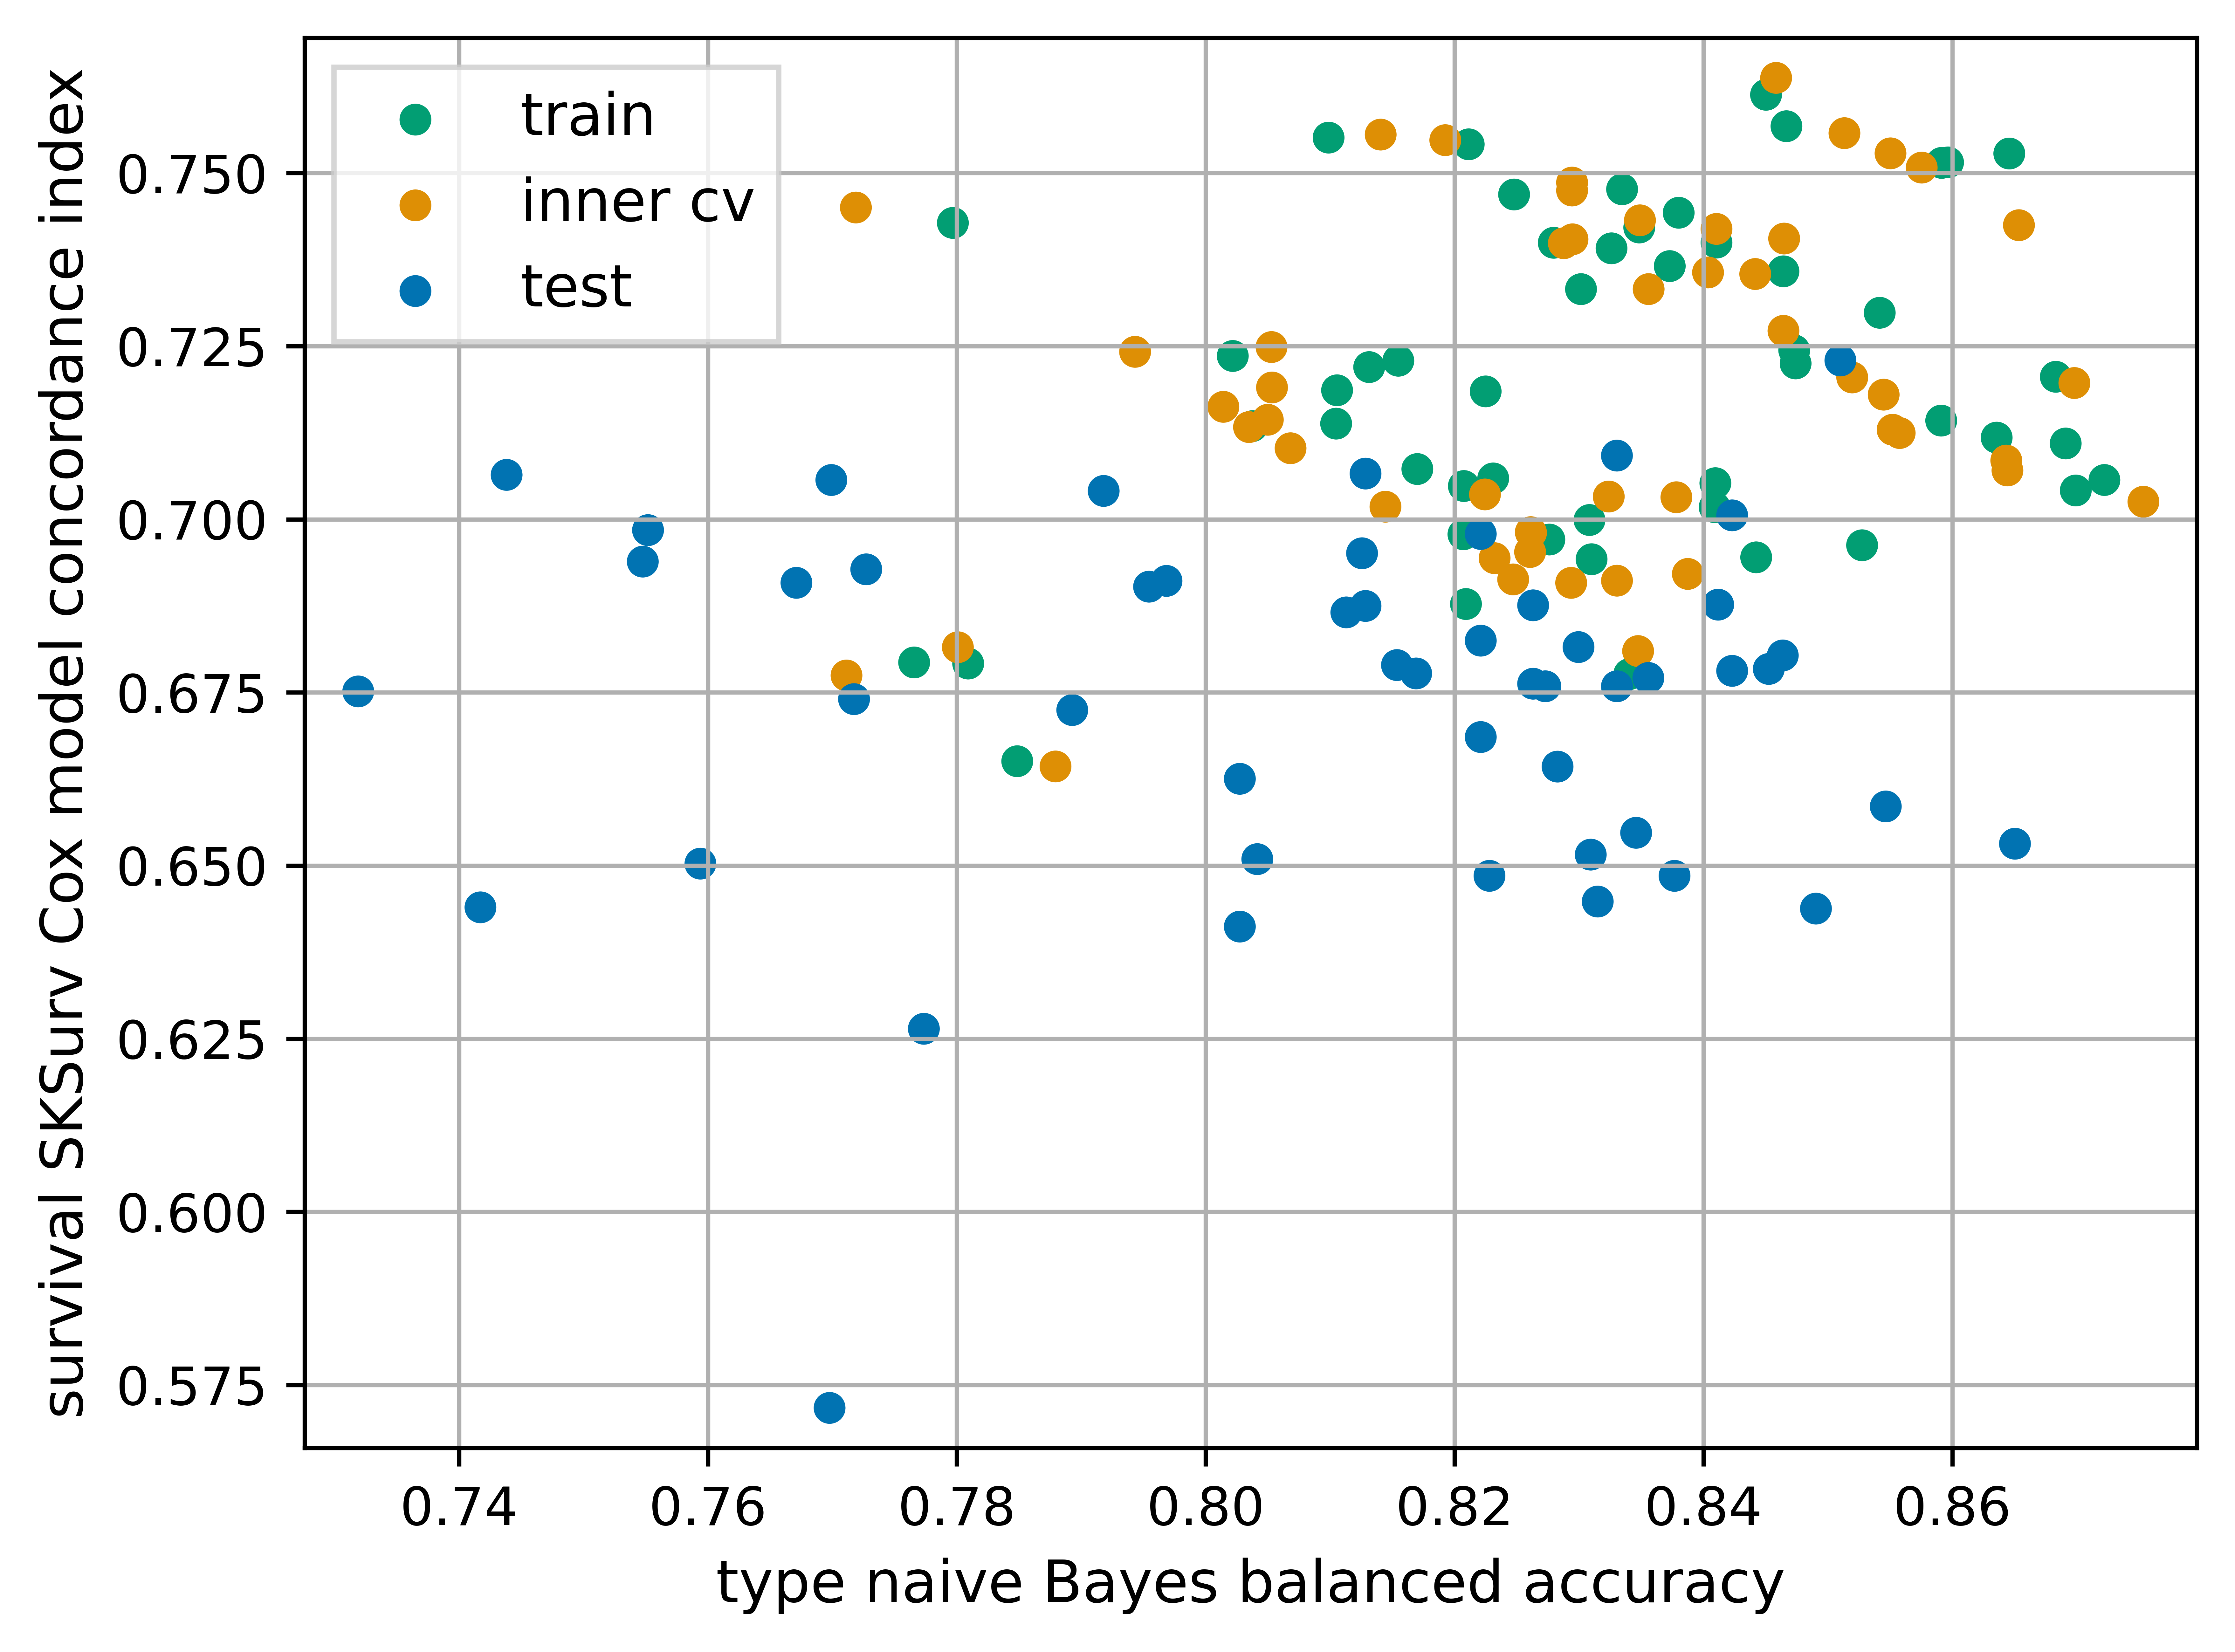 train
inner cv
test
survival SKSurv Cox model concordance index
0.750
0.725
0.700
0.675
0.650
0.625
0.600
0.575
0.74 0.76 0.78 0.80 0.82 0.84 0.86
type naive Bayes balanced accuracy